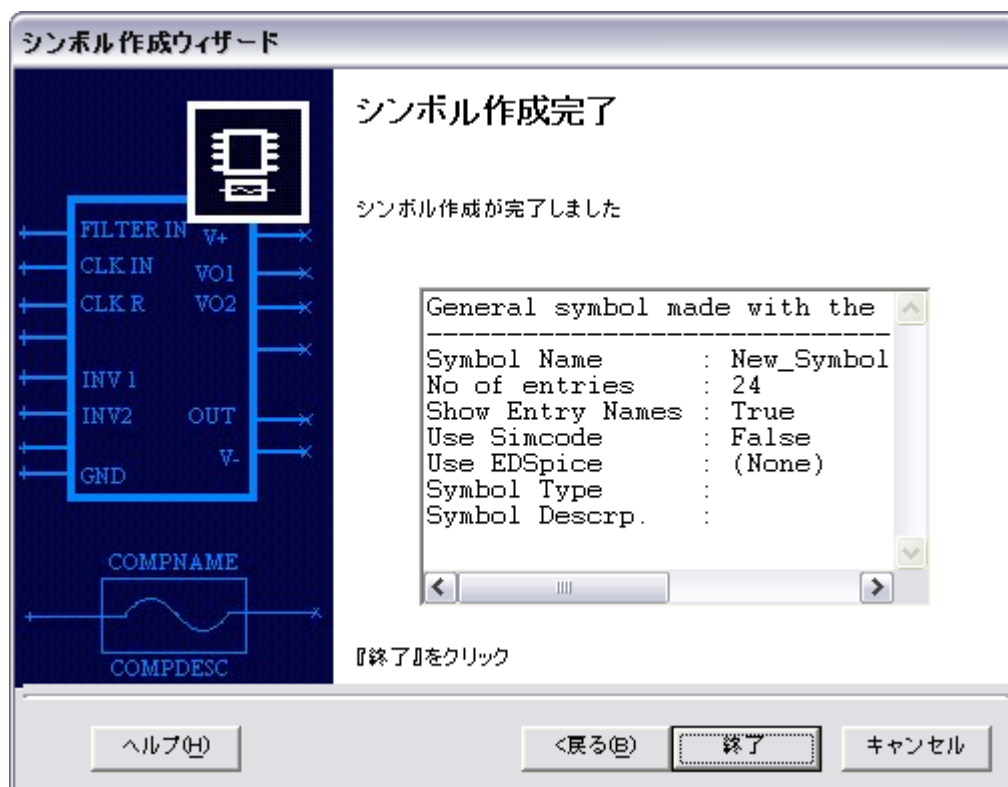 シンボル作成ウィザード
シンボル作成完了
シンボル作成が完了しました
FILTER IN V+
CLK IN VO1
CLK R VO2
INV 1
INV2 OUT
V-
GND
COMPNAME
COMPDESC
General symbol made with the
-----------------------------
Symbol Name : New_Symbol
No of entries : 24
Show Entry Names : True
Use Simcode : False
Use EDSpice : (None)
Symbol Type :
Symbol Descrp. :
『終了』をクリック
ヘルプ(H)
<戻る(B)
終了
キャンセル